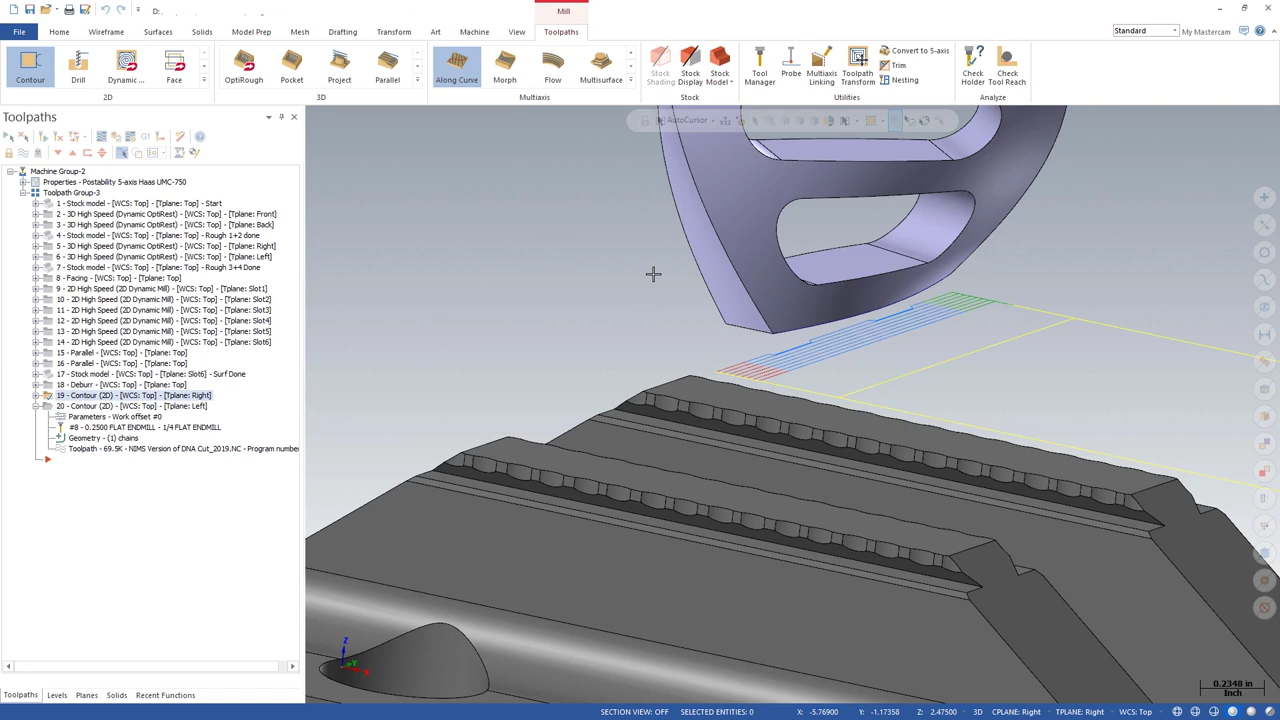 D:
Mill
File
Home
Wireframe
Surfaces
Solids
Model Prep
Mesh
Drafting
Transform
Art
Machine
View
Toolpaths
Standard
My Mastercam
Contour
Drill
Dynamic ...
Face
OptiRough
Pocket
Project
Parallel
Along Curve
Morph
Flow
Multisurface
Stock Shading
Stock Display
Stock Model
Tool Manager
Probe
Multiaxis Linking
Toolpath Transform
Convert to 5-axis
Trim
Nesting
Check Holder
Check Tool Reach
2D
3D
Multiaxis
Stock
Utilities
Analyze
Toolpaths
AutoCursor
G1
Machine Group-2
Properties - Postability 5-axis Haas UMC-750
Toolpath Group-3
1 - Stock model - [WCS: Top] - [Tplane: Top] - Start
2 - 3D High Speed (Dynamic OptiRest) - [WCS: Top] - [Tplane: Front]
3 - 3D High Speed (Dynamic OptiRest) - [WCS: Top] - [Tplane: Back]
4 - Stock model - [WCS: Top] - [Tplane: Top] - Rough 1+2 done
5 - 3D High Speed (Dynamic OptiRest) - [WCS: Top] - [Tplane: Right]
6 - 3D High Speed (Dynamic OptiRest) - [WCS: Top] - [Tplane: Left]
7 - Stock model - [WCS: Top] - [Tplane: Top] - Rough 3+4 Done
8 - Facing - [WCS: Top] - [Tplane: Top]
9 - 2D High Speed (2D Dynamic Mill) - [WCS: Top] - [Tplane: Slot1]
10 - 2D High Speed (2D Dynamic Mill) - [WCS: Top] - [Tplane: Slot2]
11 - 2D High Speed (2D Dynamic Mill) - [WCS: Top] - [Tplane: Slot3]
12 - 2D High Speed (2D Dynamic Mill) - [WCS: Top] - [Tplane: Slot4]
13 - 2D High Speed (2D Dynamic Mill) - [WCS: Top] - [Tplane: Slot5]
14 - 2D High Speed (2D Dynamic Mill) - [WCS: Top] - [Tplane: Slot6]
15 - Parallel - [WCS: Top] - [Tplane: Top]
16 - Parallel - [WCS: Top] - [Tplane: Top]
17 - Stock model - [WCS: Top] - [Tplane: Slot6] - Surf Done
18 - Deburr - [WCS: Top] - [Tplane: Top]
19 - Contour (2D) - [WCS: Top] - [Tplane: Right]
20 - Contour (2D) - [WCS: Top] - [Tplane: Left]
Parameters - Work offset #0
#8 - 0.2500 FLAT ENDMILL - 1/4 FLAT ENDMILL
Geometry - (1) chains
Toolpath - 69.5K - NIMS Version of DNA Cut_2019.NC - Program number
Z
Y
X
0.2348 in
Inch
Toolpaths
Levels
Planes
Solids
Recent Functions
SECTION VIEW: OFF
SELECTED ENTITIES: 0
X: -5.76900
Y: -1.17358
Z: 2.47500
3D
CPLANE: Right
TPLANE: Right
WCS: Top